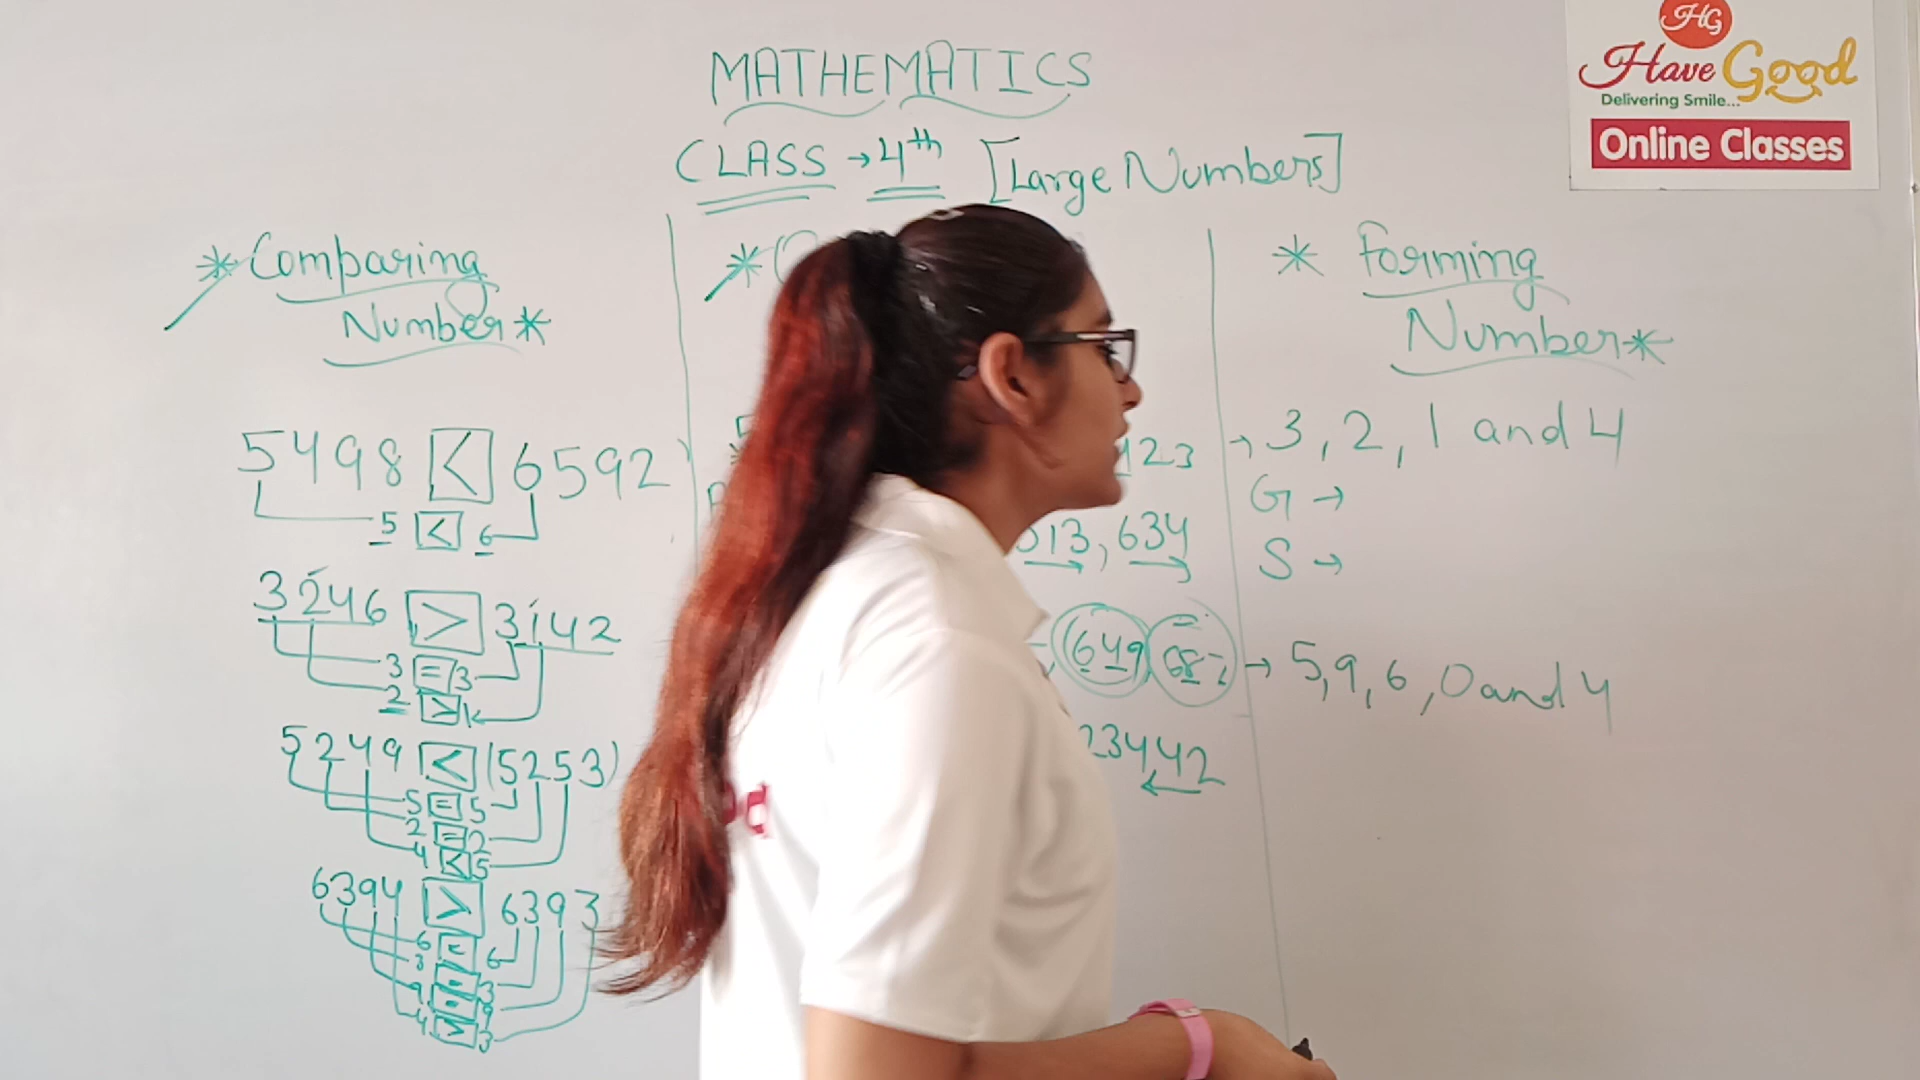 HG
Have Good
Delivering Smile...
Online Classes
MATHEMATICS
CLASS → 4th [Large Numbers]
* Comparing
Number *
5498 < 6592
5 < 6
3246 > 3142
3 = 3
2 > 1
5249 < (5253)
5 = 5
2 = 2
4 < 5
6394 > 6393
6 = 6
3 = 3
9 = 9
4 > 3
*
123
013, 634
649
23442
* Forming
Number *
→ 3, 2, 1 and 4
G →
S →
→ 5, 9, 6, 0 and 4